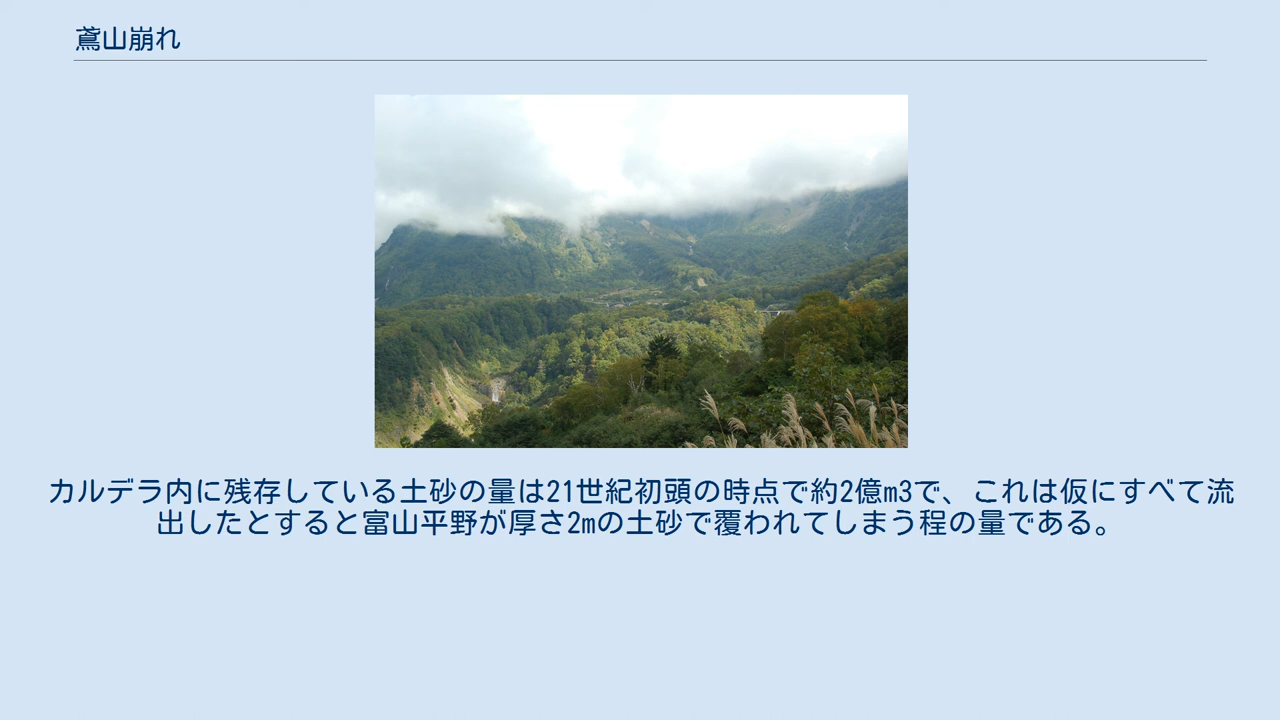 鳶山崩れ
カルデラ内に残存している土砂の量は21世紀初頭の時点で約2億m3で、これは仮にすべて流
出したとすると富山平野が厚さ2mの土砂で覆われてしまう程の量である。